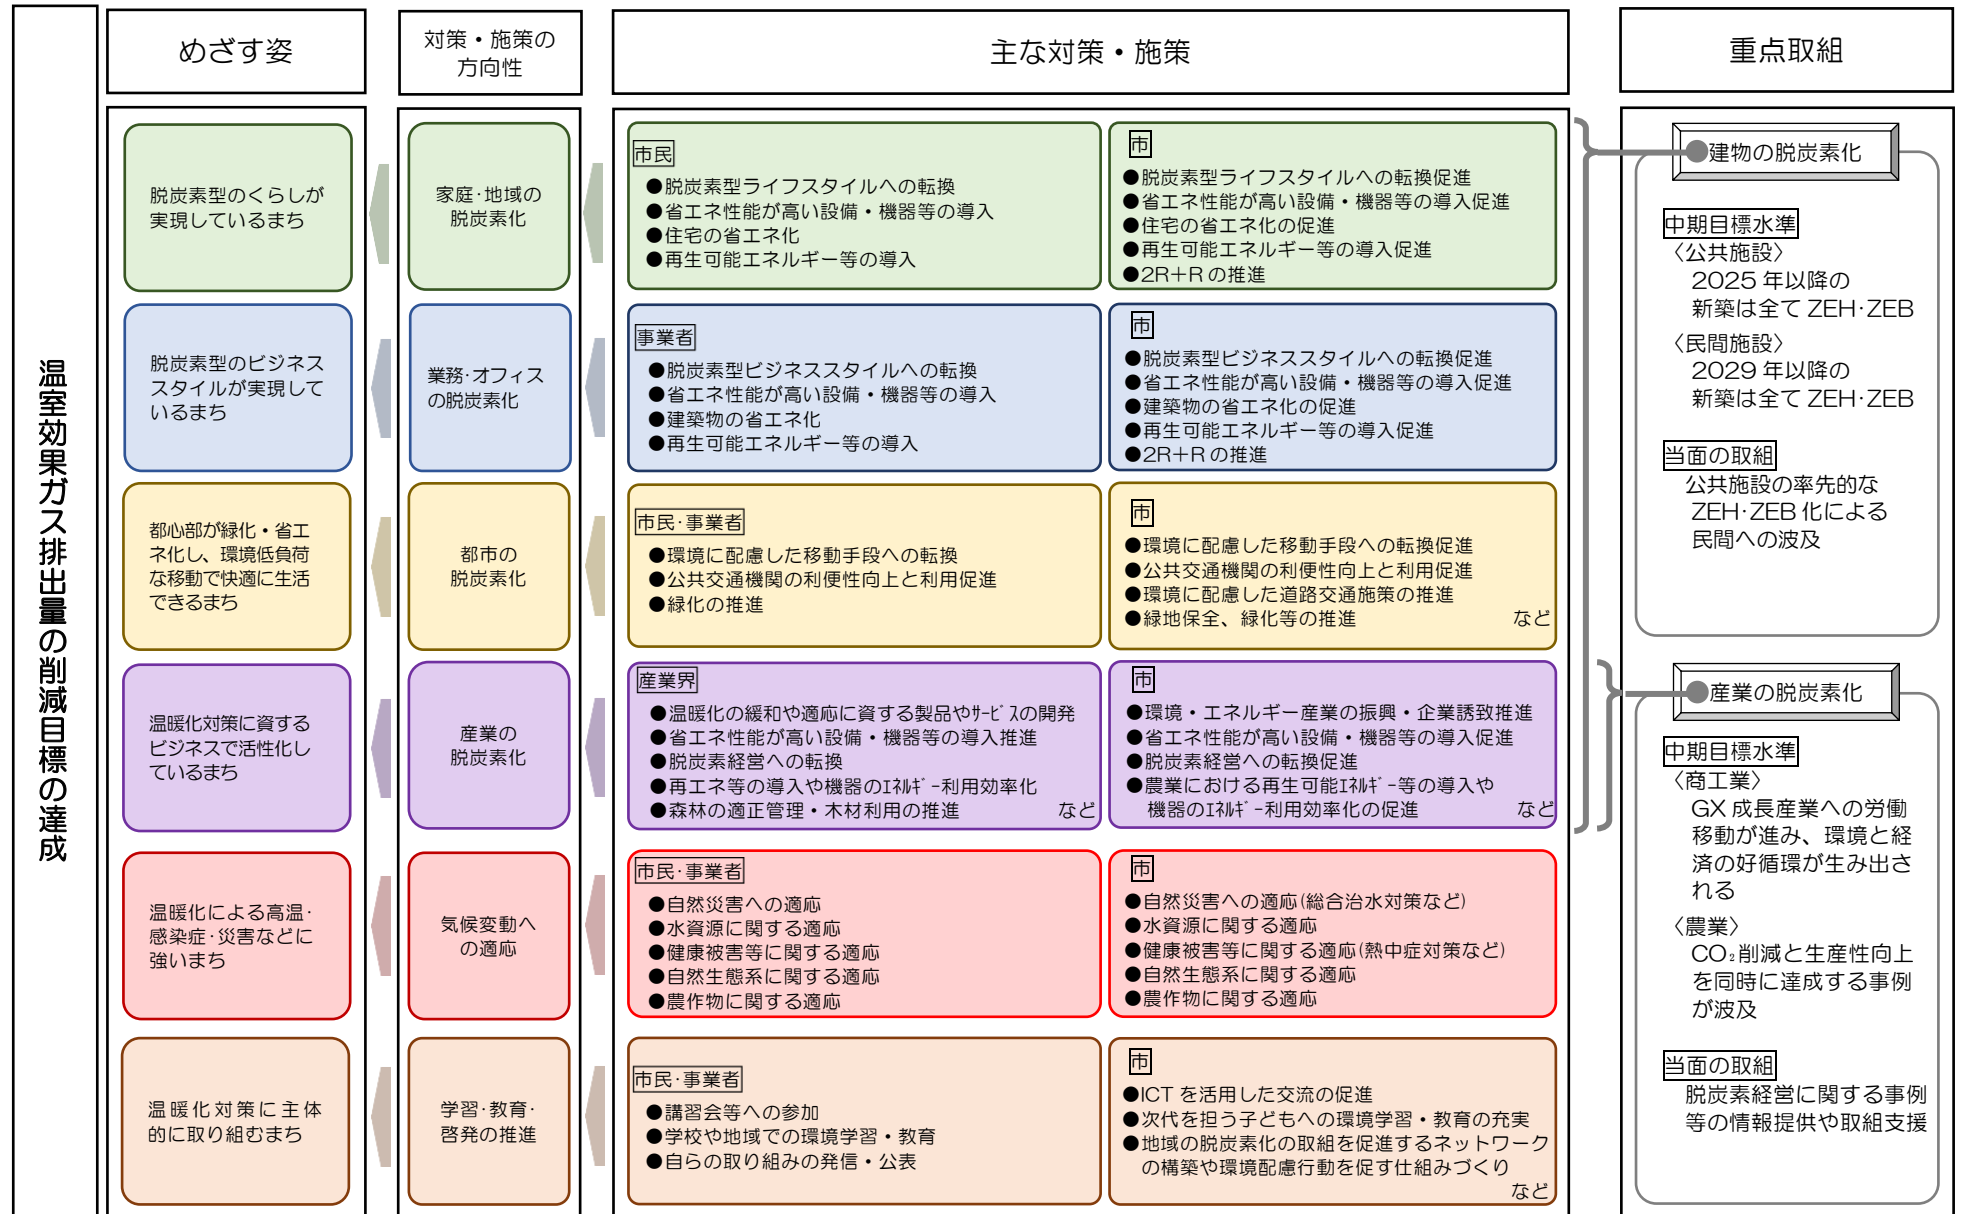 温室効果ガス排出量の削減目標の達成
めざす姿
対策・施策の
方向性
主な対策・施策
重点取組
脱炭素型のくらしが
実現しているまち
家庭・地域の
脱炭素化
市民
●脱炭素型ライフスタイルへの転換
●省エネ性能が高い設備・機器等の導入
●住宅の省エネ化
●再生可能エネルギー等の導入
市
●脱炭素型ライフスタイルへの転換促進
●省エネ性能が高い設備・機器等の導入促進
●住宅の省エネ化の促進
●再生可能エネルギー等の導入促進
●2R+Rの推進
脱炭素型のビジネス
スタイルが実現して
いるまち
業務・オフィス
の脱炭素化
事業者
●脱炭素型ビジネススタイルへの転換
●省エネ性能が高い設備・機器等の導入
●建築物の省エネ化
●再生可能エネルギー等の導入
市
●脱炭素型ビジネススタイルへの転換促進
●省エネ性能が高い設備・機器等の導入促進
●建築物の省エネ化の促進
●再生可能エネルギー等の導入促進
●2R+Rの推進
都心部が緑化・省エ
ネ化し、環境低負荷
な移動で快適に生活
できるまち
都市の
脱炭素化
市民・事業者
●環境に配慮した移動手段への転換
●公共交通機関の利便性向上と利用促進
●緑化の推進
市
●環境に配慮した移動手段への転換促進
●公共交通機関の利便性向上と利用促進
●環境に配慮した道路交通施策の推進
●緑地保全、緑化等の推進 など
温暖化対策に資する
ビジネスで活性化し
ているまち
産業の
脱炭素化
産業界
●温暖化の緩和や適応に資する製品やｻｰﾋﾞｽの開発
●省エネ性能が高い設備・機器等の導入推進
●脱炭素経営への転換
●再エネ等の導入や機器のｴﾈﾙｷﾞｰ利用効率化
●森林の適正管理・木材利用の推進 など
市
●環境・エネルギー産業の振興・企業誘致推進
●省エネ性能が高い設備・機器等の導入促進
●脱炭素経営への転換促進
●農業における再生可能ｴﾈﾙｷﾞｰ等の導入や
機器のｴﾈﾙｷﾞｰ利用効率化の促進 など
温暖化による高温・
感染症・災害などに
強いまち
気候変動へ
の適応
市民・事業者
●自然災害への適応
●水資源に関する適応
●健康被害等に関する適応
●自然生態系に関する適応
●農作物に関する適応
市
●自然災害への適応(総合治水対策など)
●水資源に関する適応
●健康被害等に関する適応(熱中症対策など)
●自然生態系に関する適応
●農作物に関する適応
温暖化対策に主体
的に取り組むまち
学習・教育・
啓発の推進
市民・事業者
●講習会等への参加
●学校や地域での環境学習・教育
●自らの取り組みの発信・公表
市
●ICTを活用した交流の促進
●次代を担う子どもへの環境学習・教育の充実
●地域の脱炭素化の取組を促進するネットワーク
の構築や環境配慮行動を促す仕組みづくり
など
建物の脱炭素化
中期目標水準
〈公共施設〉
2025年以降の
新築は全てZEH・ZEB
〈民間施設〉
2029年以降の
新築は全てZEH・ZEB
当面の取組
公共施設の率先的な
ZEH・ZEB化による
民間への波及
産業の脱炭素化
中期目標水準
〈商工業〉
GX成長産業への労働
移動が進み、環境と経
済の好循環が生み出さ
れる
〈農業〉
CO₂削減と生産性向上
を同時に達成する事例
が波及
当面の取組
脱炭素経営に関する事例
等の情報提供や取組支援